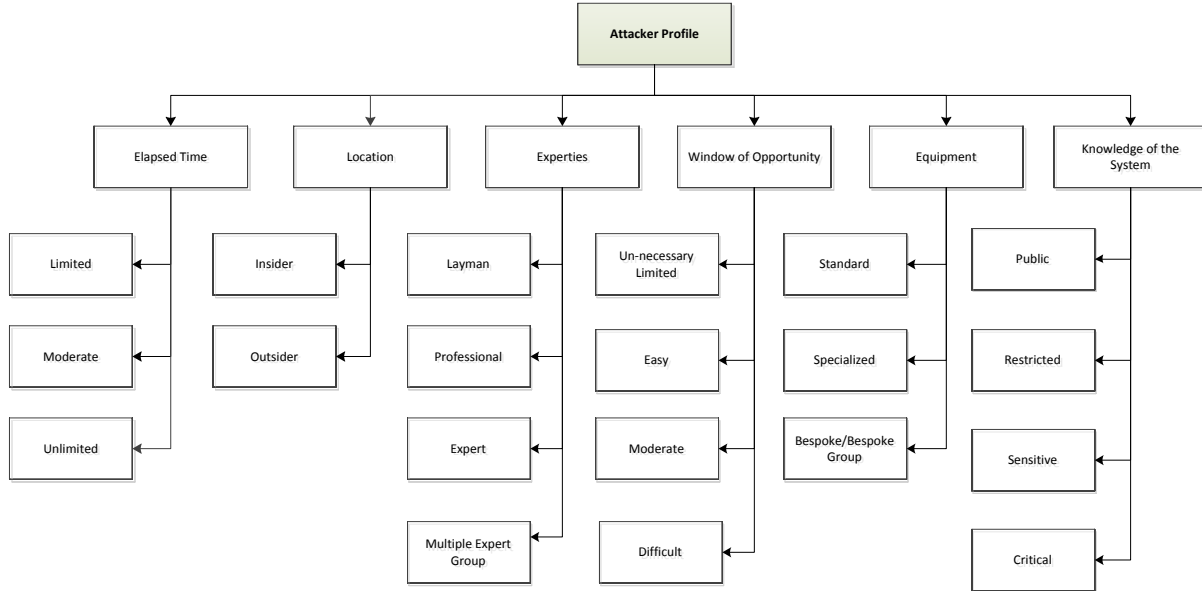 Attacker Profile
Elapsed Time
Location
Experties
Window of Opportunity
Equipment
Knowledge of the
System
Limited
Insider
Layman
Un-necessary
Limited
Standard
Public
Moderate
Outsider
Professional
Easy
Specialized
Restricted
Unlimited
Expert
Moderate
Bespoke/Bespoke
Group
Sensitive
Multiple Expert
Group
Difficult
Critical